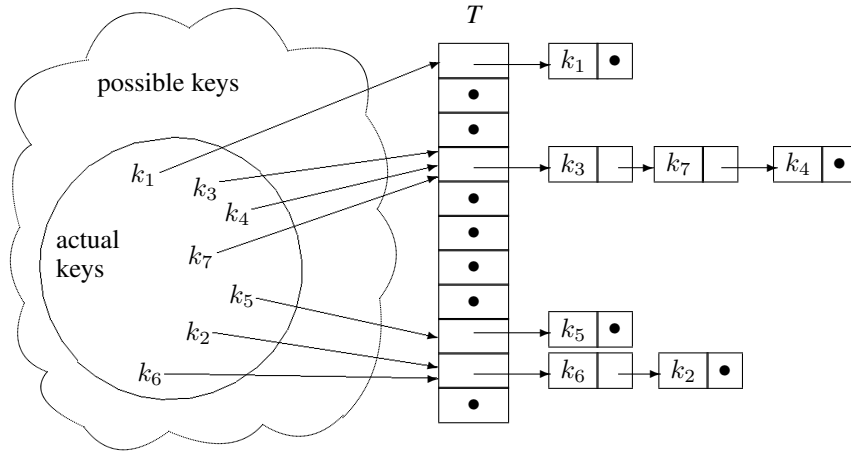 T
possible keys
k₁
k₁
k₃
k₃
k₇
k₄
k₄
actual
keys
k₇
k₅
k₅
k₂
k₆
k₆
k₂